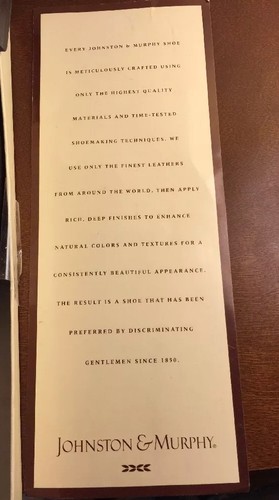 EVERY JOHNSTON & MURPHY SHOE
IS METICULOUSLY CRAFTED USING
ONLY THE HIGHEST QUALITY
MATERIALS AND TIME-TESTED
SHOEMAKING TECHNIQUES. WE
USE ONLY THE FINEST LEATHERS
FROM AROUND THE WORLD, THEN APPLY
RICH, DEEP FINISHES TO ENHANCE
NATURAL COLORS AND TEXTURES FOR A
CONSISTENTLY BEAUTIFUL APPEARANCE.
THE RESULT IS A SHOE THAT HAS BEEN
PREFERRED BY DISCRIMINATING
GENTLEMEN SINCE 1850.
JOHNSTON & MURPHY®